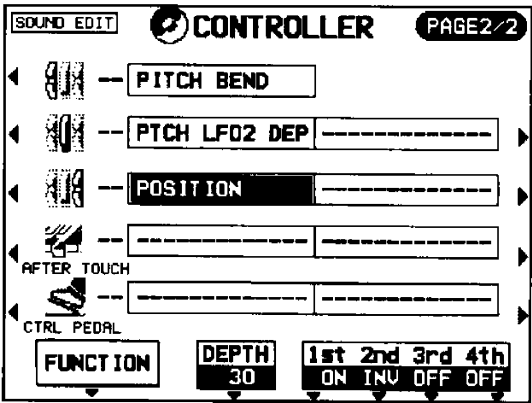 SOUND EDIT CONTROLLER PAGE2/2
-- PITCH BEND
-- PTCH LFO2 DEP ------------
-- POSITION ------------
-- ------------ ------------
AFTER TOUCH
-- ------------ ------------
CTRL PEDAL
FUNCTION DEPTH 1st 2nd 3rd 4th
30 ON INV OFF OFF